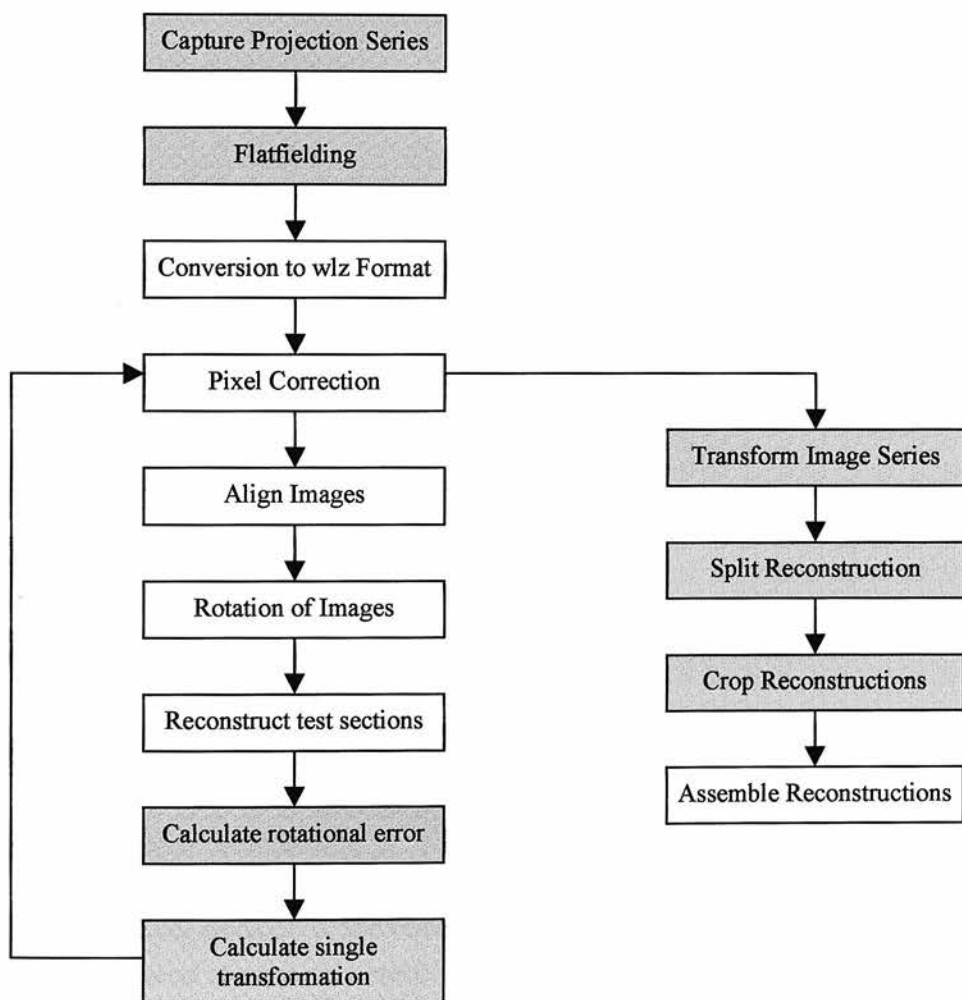 Capture Projection Series
Flatfielding
Conversion to wlz Format
Pixel Correction
Align Images
Rotation of Images
Reconstruct test sections
Calculate rotational error
Calculate single
transformation
Transform Image Series
Split Reconstruction
Crop Reconstructions
Assemble Reconstructions